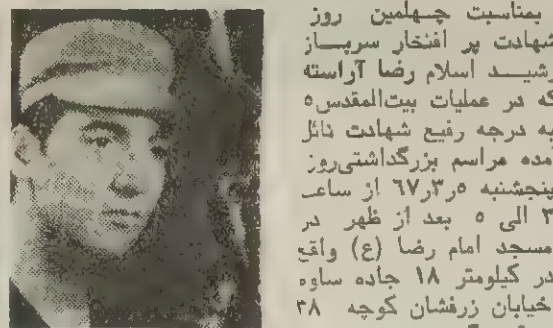 بمناسبت چهلمین روز
شهادت پر افتخار سرباز
رشید اسلام رضا آراسته
که در عملیات بیت‌المقدس۵
به درجه رفیع شهادت نائل
آمده مراسم بزرگداشتی‌روز
پنجشنبه ۵ر۳ر۶۷ از ساعت
۳ الی ۵ بعد از ظهر در
مسجد امام رضا (ع) واقع
در کیلومتر ۱۸ جاده ساوه
خیابان زرفشان کوچه ۳۸